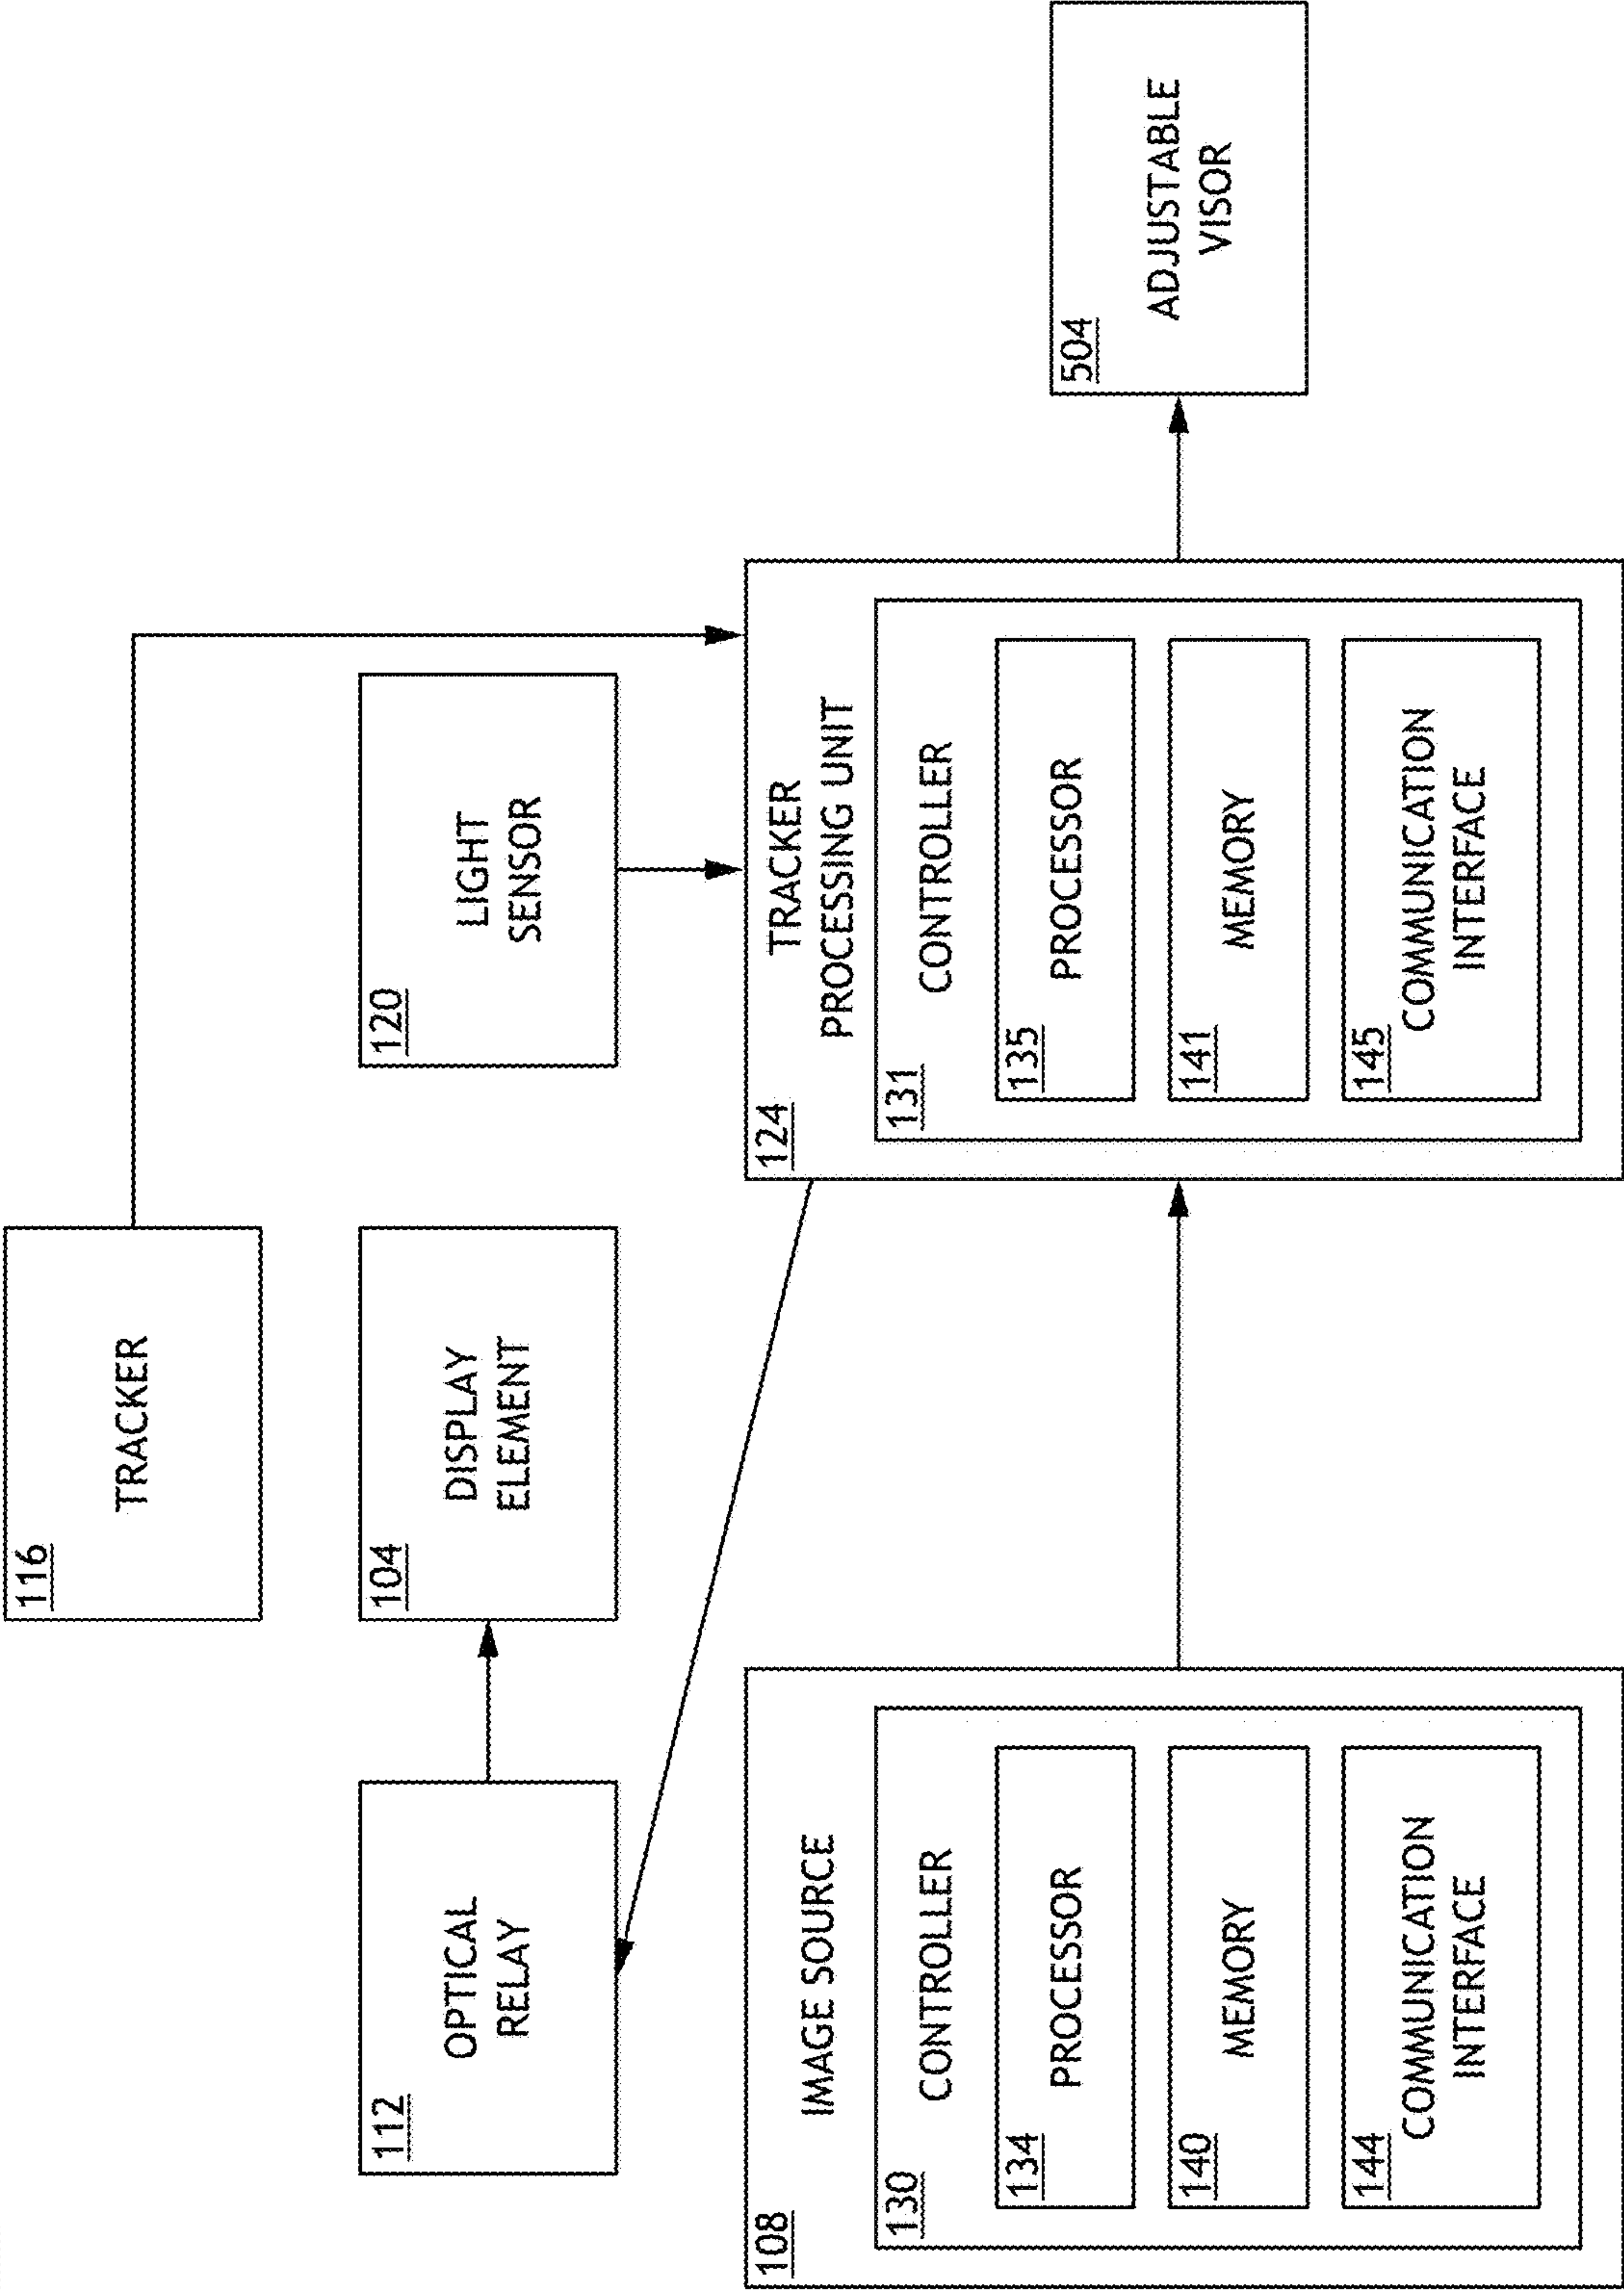 116
TRACKER
112
OPTICAL
RELAY
104
DISPLAY
ELEMENT
120
LIGHT
SENSOR
108
IMAGE SOURCE
130
CONTROLLER
134
PROCESSOR
140
MEMORY
144
COMMUNICATION
INTERFACE
124
TRACKER
PROCESSING UNIT
131
CONTROLLER
135
PROCESSOR
141
MEMORY
145
COMMUNICATION
INTERFACE
504
ADJUSTABLE
VISOR